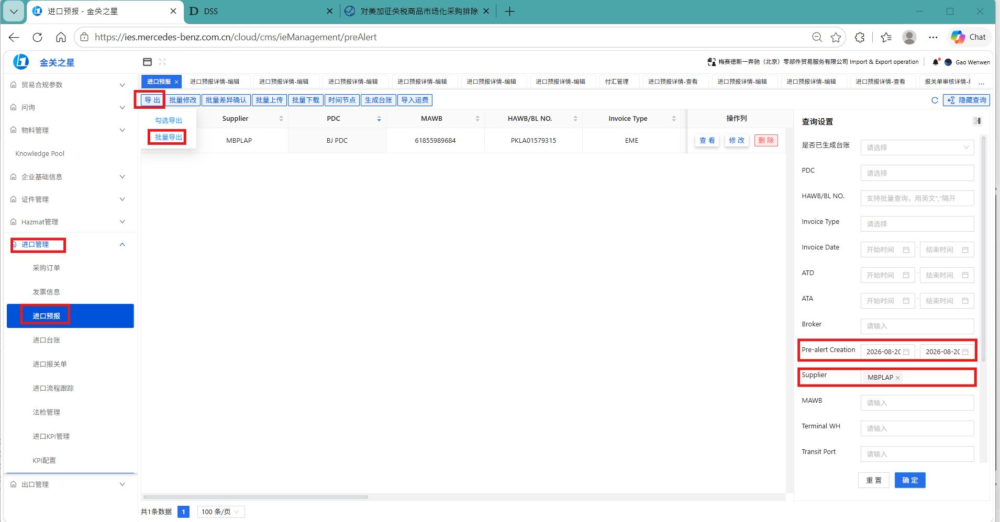 进口预报 - 金关之星
DSS
对美加征关税商品市场化采购排除
https://ies.mercedes-benz.com.cn/cloud/cms/ieManagement/preAlert
Chat
金关之星
梅赛德斯一奔驰（北京）零部件贸易服务有限公司 Import & Export operation
Gao Wenwen
贸易合规参数
问询
物料管理
Knowledge Pool
企业基础信息
证件管理
Hazmat管理
进口管理
采购订单
发票信息
进口预报
进口台账
进口报关单
进口流程跟踪
法检管理
进口KPI管理
KPI配置
出口管理
进口预报 进口预报详情-编辑 进口预报详情-编辑 进口预报详情-编辑 进口预报详情-编辑 进口预报详情-编辑 进口预报详情-编辑 付汇管理 进口预报详情-查看 进口预报详情-编辑 进口预报详情-编辑 进口预报详情-查看 报关单审核详情- ...
导 出 批量修改 批量差异确认 批量上传 批量下载 时间节点 生成台账 导入运费
隐藏查询
勾选导出
批量导出
Supplier PDC MAWB HAWB/BL NO. Invoice Type 操作列
MBPLAP BJ PDC 61855989684 PKLA01579315 EME 查 看 修 改 删 除
查询设置
是否已生成台账 请选择
PDC 请选择
HAWB/BL NO. 支持批量查询，用英文","隔开
Invoice Type 请选择
Invoice Date 开始时间 - 结束时间
ATD 开始时间 - 结束时间
ATA 开始时间 - 结束时间
Broker 请输入
Pre-alert Creation 2026-08-20 - 2026-08-20
Supplier MBPLAP
MAWB 请输入
Terminal WH 请输入
Transit Port 请输入
重 置 确 定
共1条数据 1 100 条/页